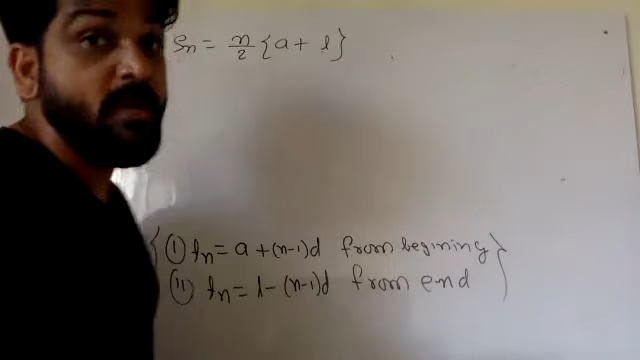 Sn = n/2 {a + l}
(i) tn = a + (n-1)d from begining
(ii) tn = l - (n-1)d from end